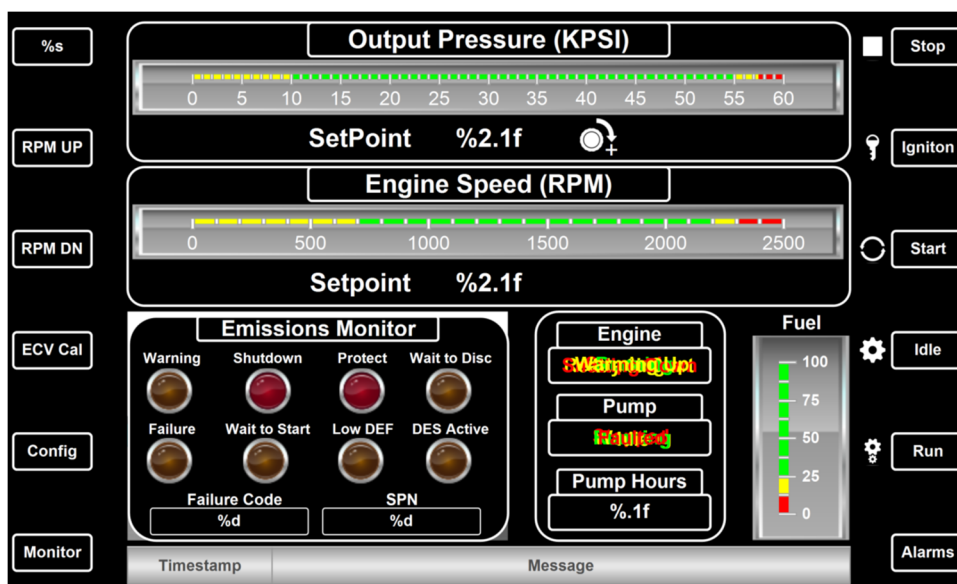 %s
RPM UP
RPM DN
ECV Cal
Config
Monitor
Output Pressure (KPSI)
0 5 10 15 20 25 30 35 40 45 50 55 60
SetPoint %2.1f
Engine Speed (RPM)
0 500 1000 1500 2000 2500
Setpoint %2.1f
Emissions Monitor
Warning Shutdown Protect Wait to Disc
Failure Wait to Start Low DEF DES Active
Failure Code SPN
%d %d
Engine
Warming Up
Pump
Pump Hours
%.1f
Fuel
100
75
50
25
0
Stop
Igniton
Start
Idle
Run
Alarms
Timestamp Message